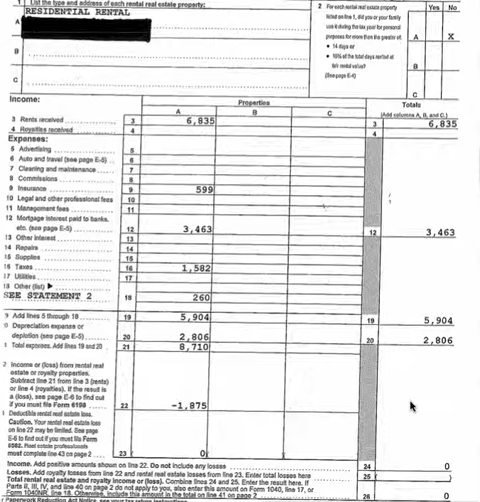 1 List the type and address of each rental real estate property:
RESIDENTIAL RENTAL
A
B
C
2 For each rental real estate property
listed on line 1, did you or your family
use it during the tax year for personal
purposes for more than the greater of:
• 14 days or
• 10% of the total days rented at
fair rental value?
(See page E-4)
Yes No
A X
B
C
Income:
Properties
A B C
Totals
(Add columns A, B, and C.)
3 Rents received 3 6,835 3 6,835
4 Royalties received 4 4
Expenses:
5 Advertising 5
6 Auto and travel (see page E-5) 6
7 Cleaning and maintenance 7
8 Commissions 8
9 Insurance 9 599
10 Legal and other professional fees 10
11 Management fees 11
12 Mortgage interest paid to banks,
etc. (see page E-5) 12 3,463 12 3,463
13 Other interest 13
14 Repairs 14
15 Supplies 15
16 Taxes 16 1,582
17 Utilities 17
18 Other (list) ▶
SEE STATEMENT 2 18 260
9 Add lines 5 through 18 19 5,904 19 5,904
0 Depreciation expense or
depletion (see page E-5) 20 2,806 20 2,806
1 Total expenses. Add lines 19 and 20 21 8,710
2 Income or (loss) from rental real
estate or royalty properties.
Subtract line 21 from line 3 (rents)
or line 4 (royalties). If the result is
a (loss), see page E-6 to find out
if you must file Form 6198 22 -1,875
Deductible rental real estate loss.
Caution. Your rental real estate loss
on line 22 may be limited. See page
E-6 to find out if you must file Form
8582. Real estate professionals
must complete line 43 on page 2 23 0
Income. Add positive amounts shown on line 22. Do not include any losses 24 0
Losses. Add royalty losses from line 22 and rental real estate losses from line 23. Enter total losses here 25
Total rental real estate and royalty income or (loss). Combine lines 24 and 25. Enter the result here. If
Parts II, III, IV, and line 40 on page 2 do not apply to you, also enter this amount on Form 1040, line 17, or
Form 1040NR, line 18. Otherwise, include this amount in the total on line 41 on page 2 26 0
Paperwork Reduction Act Notice, see